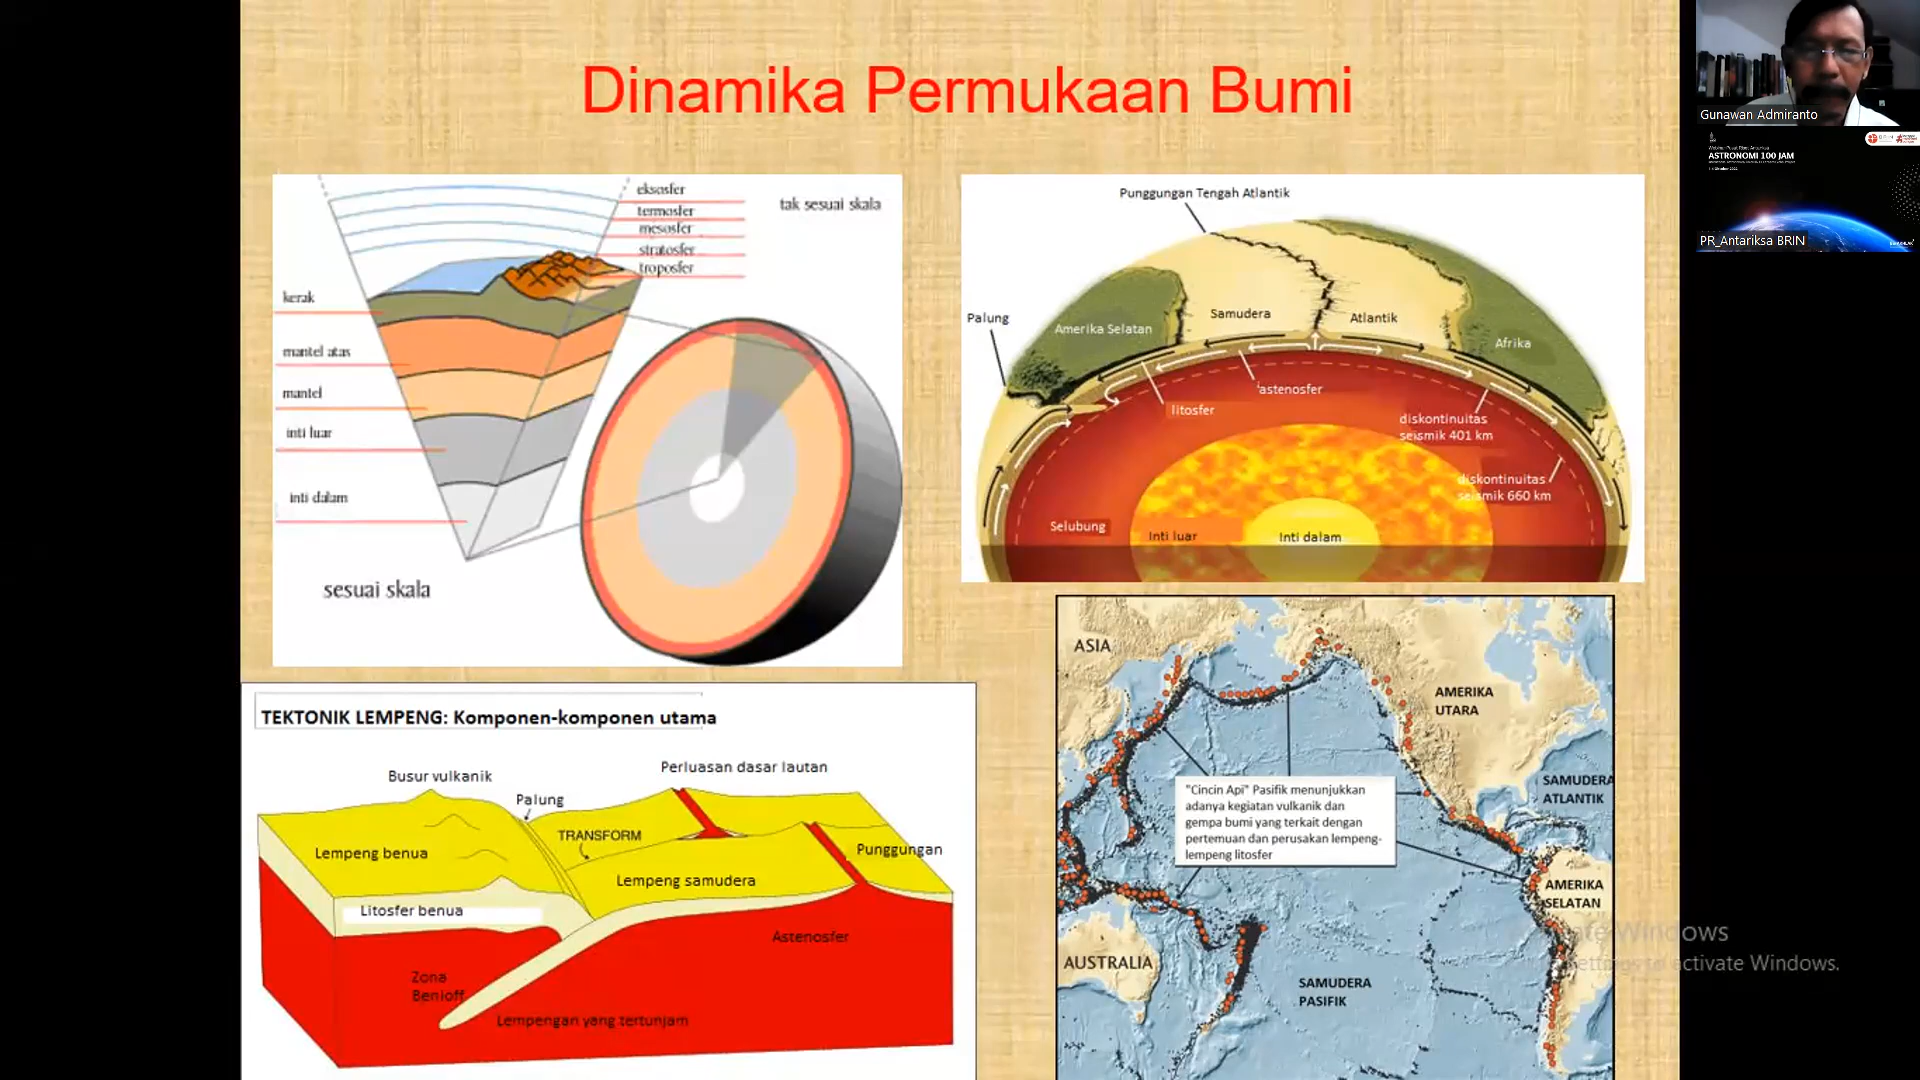 Dinamika Permukaan Bumi
eksosfer
termosfer
mesosfer
stratosfer
troposfer
tak sesuai skala
kerak
mantel atas
mantel
inti luar
inti dalam
sesuai skala
Punggungan Tengah Atlantik
Palung
Amerika Selatan
Samudera
Atlantik
Afrika
astenosfer
litosfer
diskontinuitas
seismik 401 km
diskontinuitas
seismik 660 km
Selubung
Inti luar
Inti dalam
TEKTONIK LEMPENG: Komponen-komponen utama
Busur vulkanik
Perluasan dasar lautan
Palung
TRANSFORM
Lempeng benua
Punggungan
Lempeng samudera
Litosfer benua
Astenosfer
Zona
Benioff
Lempengan yang tertunjam
ASIA
AMERIKA
UTARA
SAMUDERA
ATLANTIK
"Cincin Api" Pasifik menunjukkan
adanya kegiatan vulkanik dan
gempa bumi yang terkait dengan
pertemuan dan perusakan lempeng-
lempeng litosfer
AMERIKA
SELATAN
AUSTRALIA
SAMUDERA
PASIFIK
Windows
to activate Windows.
Gunawan Admiranto
ASTRONOMI 100 JAM
PR_Antariksa BRIN